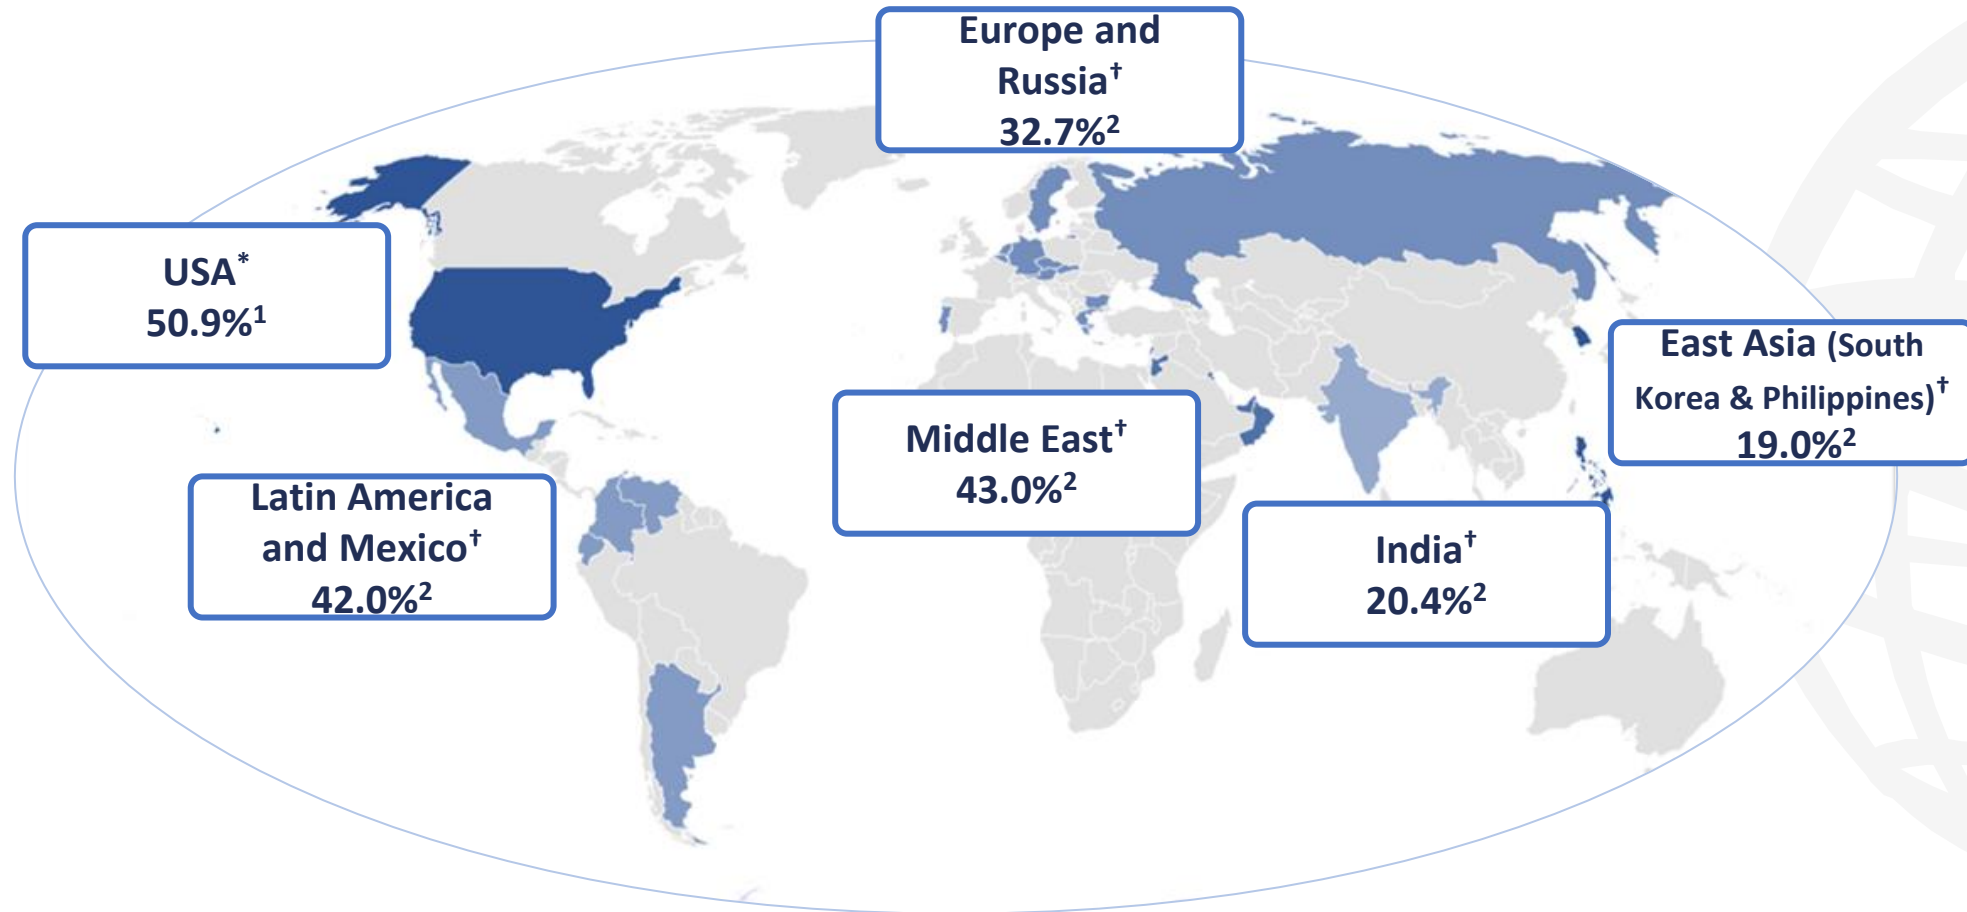 Europe and
Russia†
32.7%2
USA*
50.9%1
East Asia (South
Korea & Philippines)†
19.0%2
Middle East†
43.0%2
Latin America
and Mexico†
42.0%2
India†
20.4%2